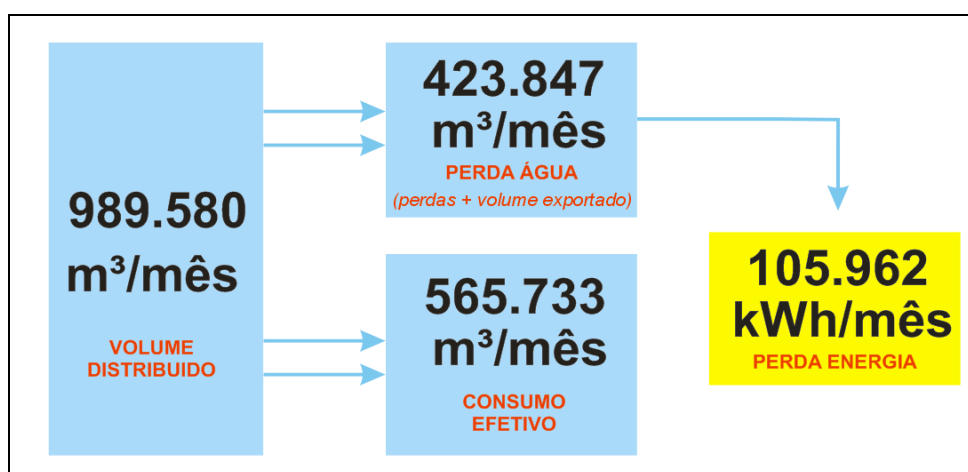 989.580
m³/mês
VOLUME
DISTRIBUIDO
423.847
m³/mês
PERDA ÁGUA
(perdas + volume exportado)
565.733
m³/mês
CONSUMO
EFETIVO
105.962
kWh/mês
PERDA ENERGIA